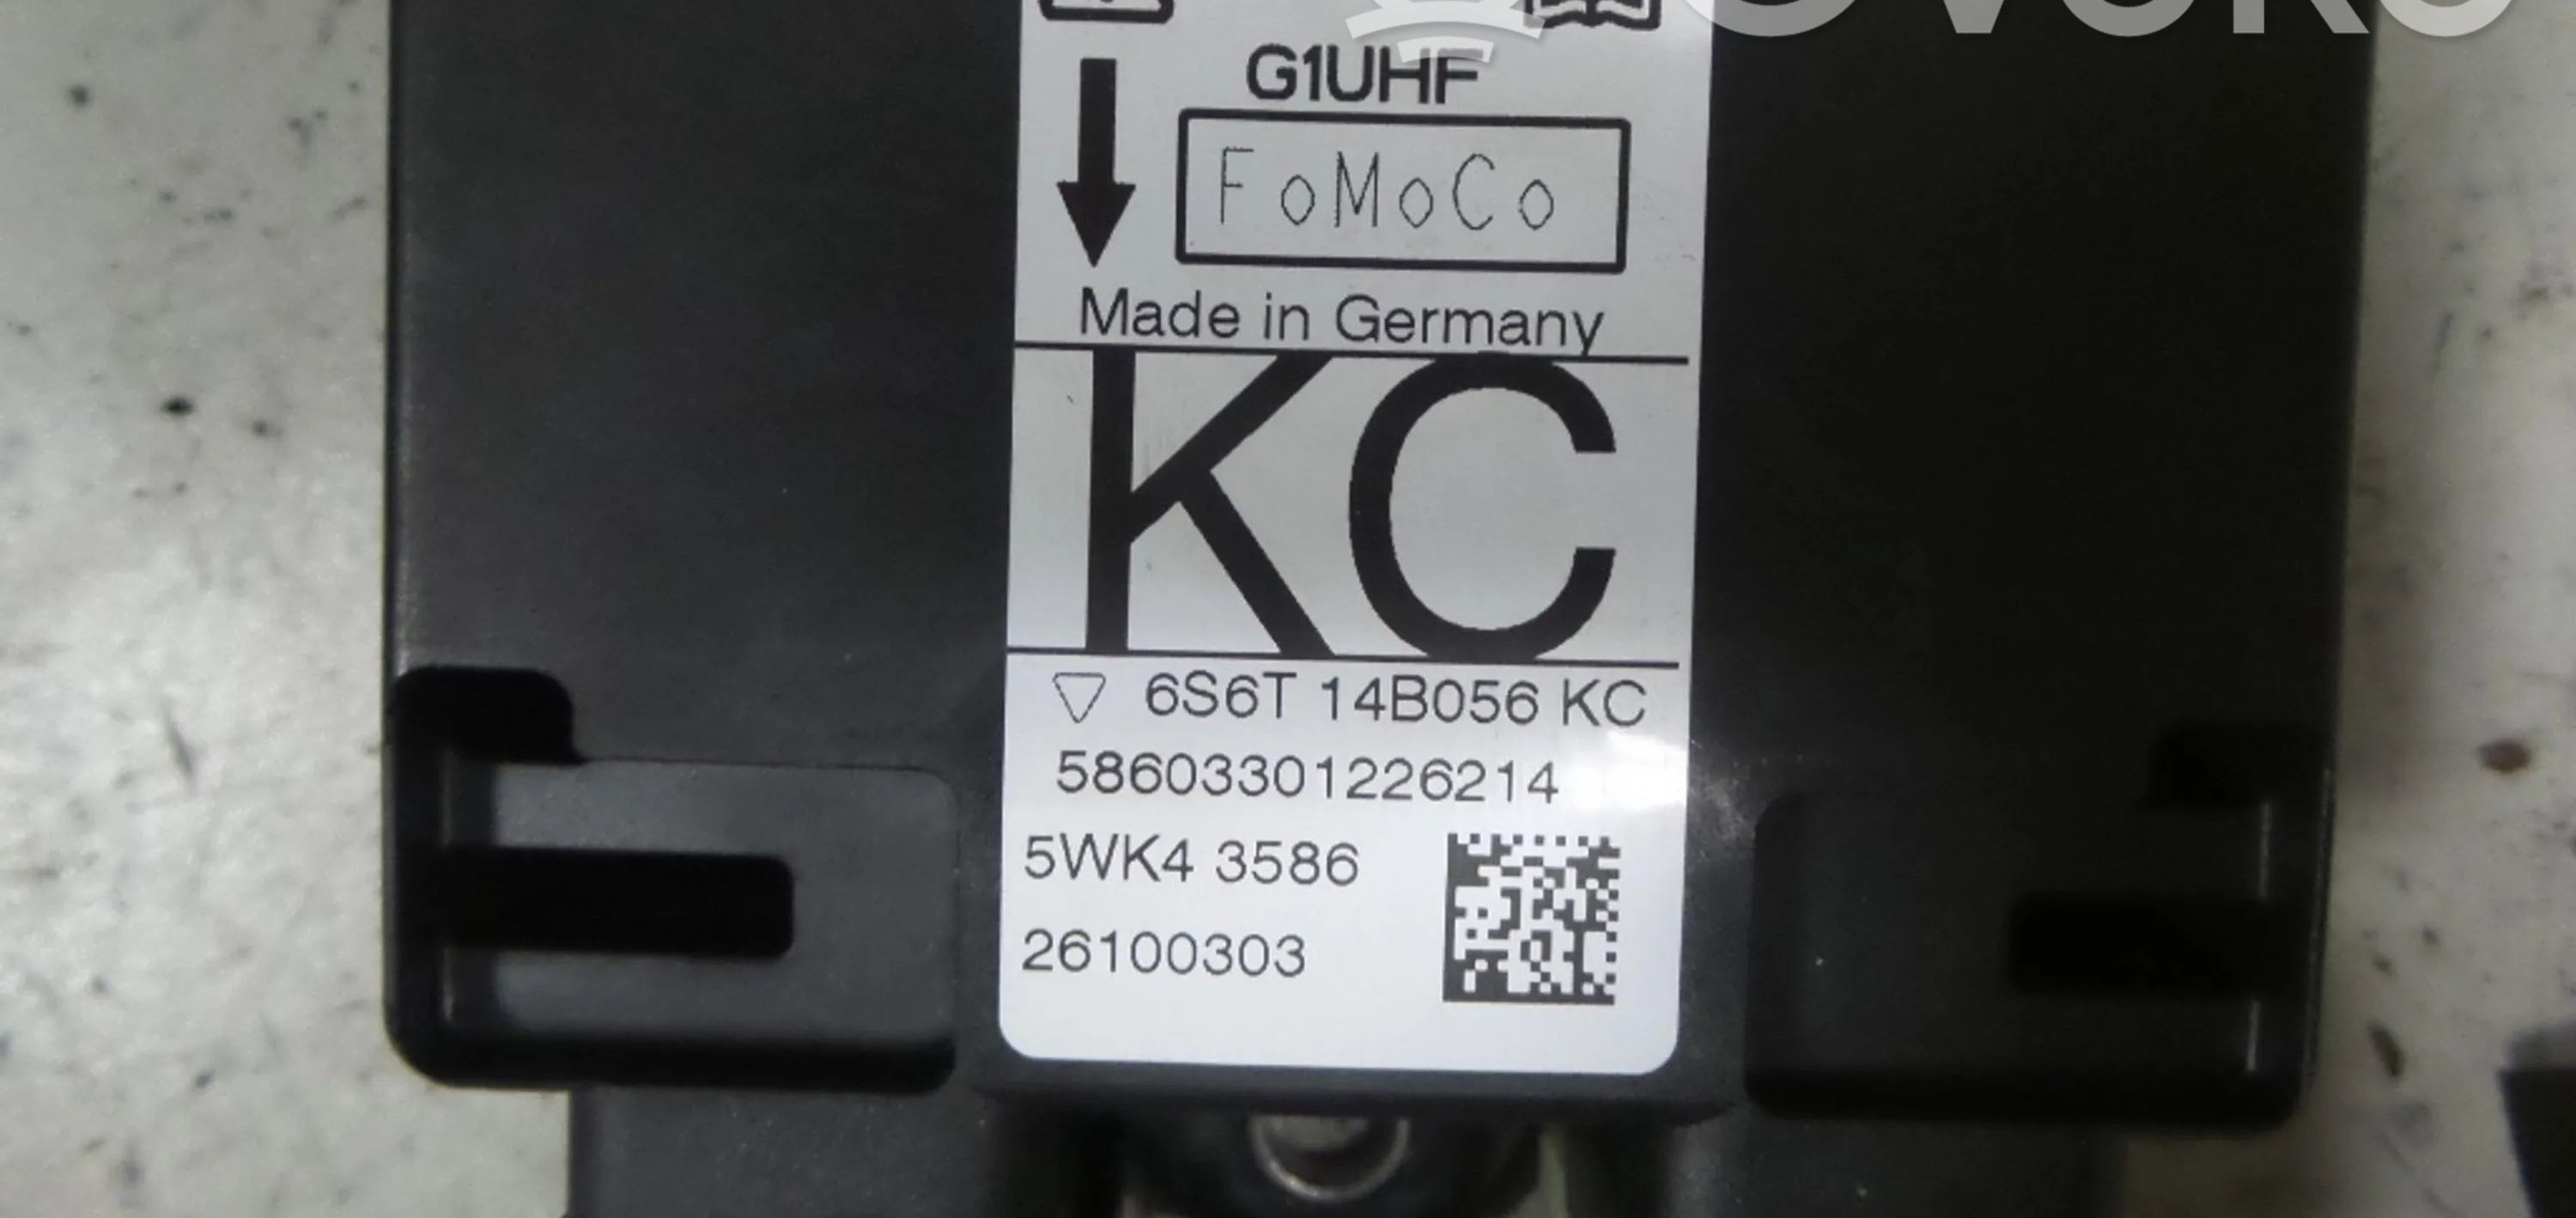 G1UHF
FoMoCo
Made in Germany
KC
6S6T 14B056 KC
58603301226214
5WK4 3586
26100303